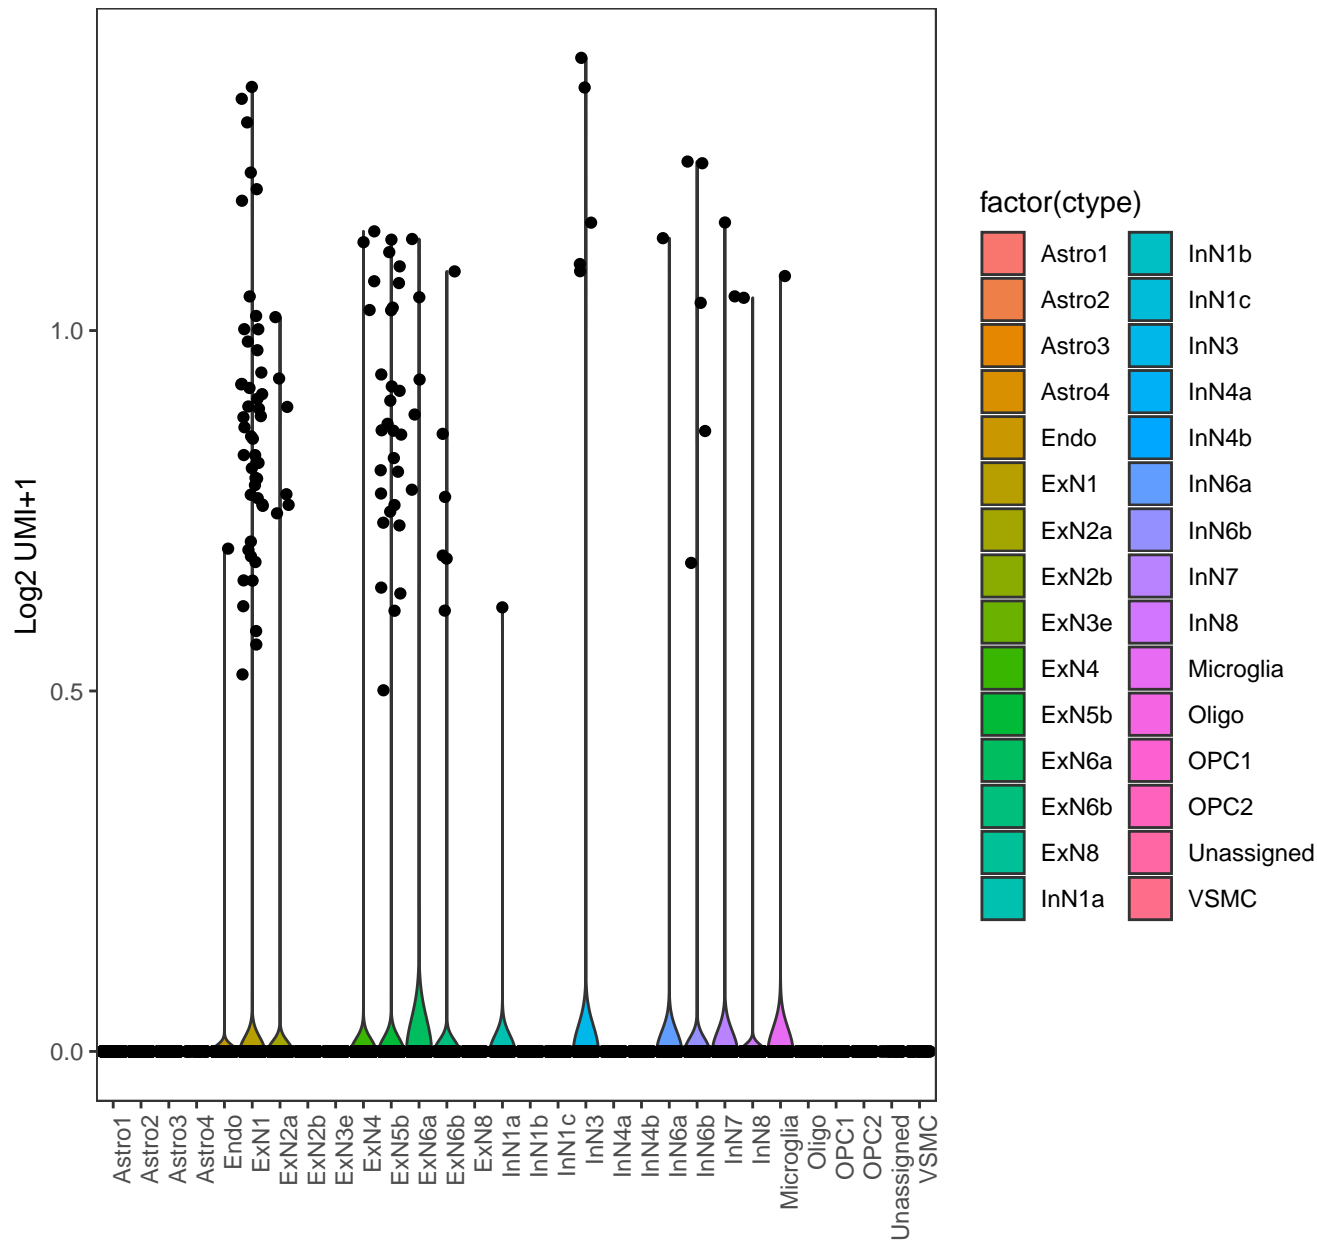 Log2 UMI+1
1.0
0.5
0.0
Astro1
Astro2
Astro3
Astro4
Endo
ExN1
ExN2a
ExN2b
ExN3e
ExN4
ExN5b
ExN6a
ExN6b
ExN8
InN1a
InN1b
InN1c
InN3
InN4a
InN4b
InN6a
InN6b
InN7
InN8
Microglia
Oligo
OPC1
OPC2
Unassigned
VSMC
factor(ctype)
Astro1
Astro2
Astro3
Astro4
Endo
ExN1
ExN2a
ExN2b
ExN3e
ExN4
ExN5b
ExN6a
ExN6b
ExN8
InN1a
InN1b
InN1c
InN3
InN4a
InN4b
InN6a
InN6b
InN7
InN8
Microglia
Oligo
OPC1
OPC2
Unassigned
VSMC